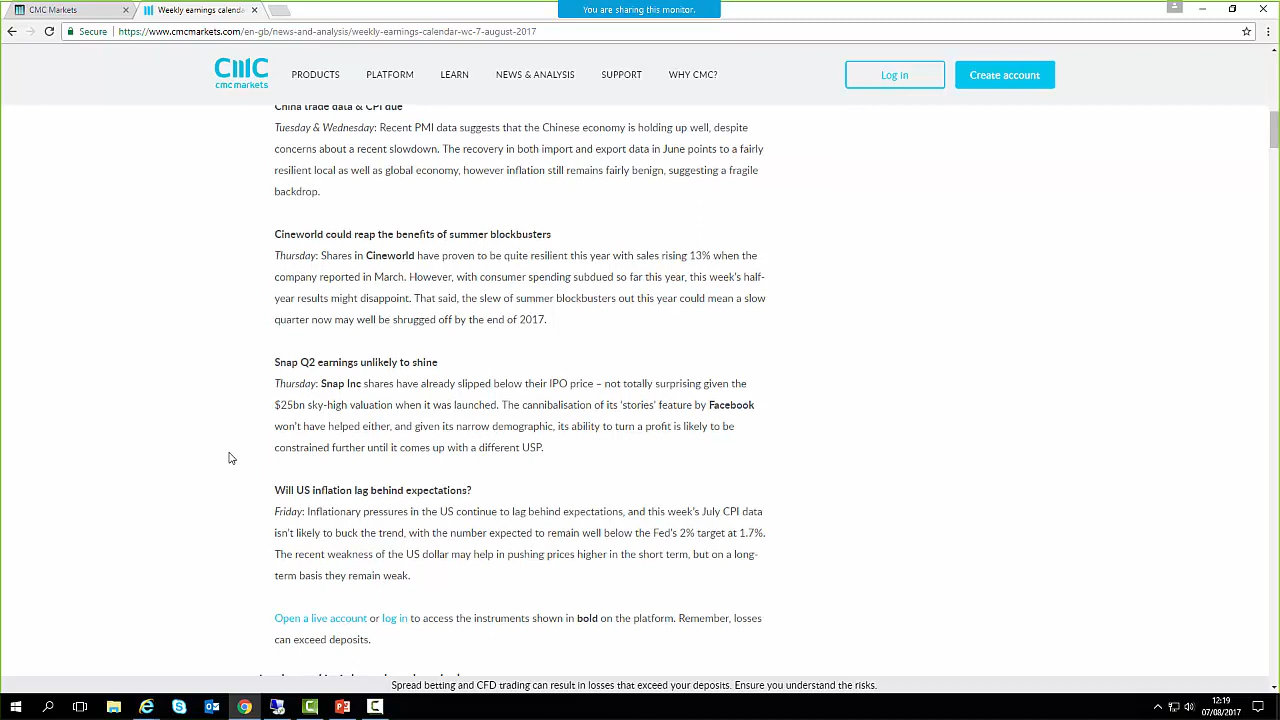 CMC Markets
Weekly earnings calenda
You are sharing this monitor.
Secure
https://www.cmcmarkets.com/en-gb/news-and-analysis/weekly-earnings-calendar-wc-7-august-2017
CMC
cmc markets
PRODUCTS
PLATFORM
LEARN
NEWS & ANALYSIS
SUPPORT
WHY CMC?
Log in
Create account
China trade data & CPI due
Tuesday & Wednesday: Recent PMI data suggests that the Chinese economy is holding up well, despite
concerns about a recent slowdown. The recovery in both import and export data in June points to a fairly
resilient local as well as global economy, however inflation still remains fairly benign, suggesting a fragile
backdrop.
Cineworld could reap the benefits of summer blockbusters
Thursday: Shares in Cineworld have proven to be quite resilient this year with sales rising 13% when the
company reported in March. However, with consumer spending subdued so far this year, this week's half-
year results might disappoint. That said, the slew of summer blockbusters out this year could mean a slow
quarter now may well be shrugged off by the end of 2017.
Snap Q2 earnings unlikely to shine
Thursday: Snap Inc shares have already slipped below their IPO price – not totally surprising given the
$25bn sky-high valuation when it was launched. The cannibalisation of its 'stories' feature by Facebook
won't have helped either, and given its narrow demographic, its ability to turn a profit is likely to be
constrained further until it comes up with a different USP.
Will US inflation lag behind expectations?
Friday: Inflationary pressures in the US continue to lag behind expectations, and this week's July CPI data
isn't likely to buck the trend, with the number expected to remain well below the Fed's 2% target at 1.7%.
The recent weakness of the US dollar may help in pushing prices higher in the short term, but on a long-
term basis they remain weak.
Open a live account or log in to access the instruments shown in bold on the platform. Remember, losses
can exceed deposits.
Spread betting and CFD trading can result in losses that exceed your deposits. Ensure you understand the risks.
12:19
07/08/2017